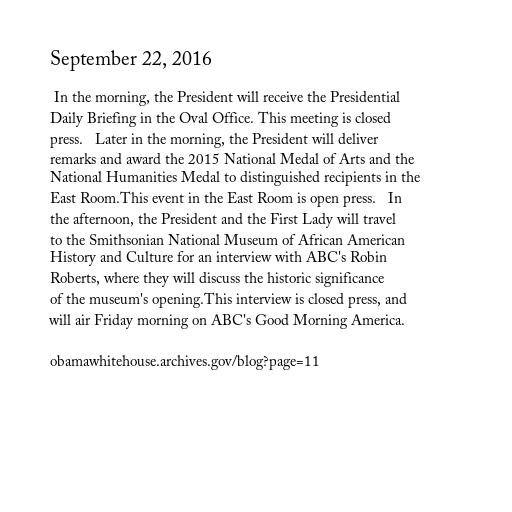 September 22, 2016
In the morning, the President will receive the Presidential
Daily Briefing in the Oval Office. This meeting is closed
press.   Later in the morning, the President will deliver
remarks and award the 2015 National Medal of Arts and the
National Humanities Medal to distinguished recipients in the
East Room.This event in the East Room is open press.   In
the afternoon, the President and the First Lady will travel
to the Smithsonian National Museum of African American
History and Culture for an interview with ABC's Robin
Roberts, where they will discuss the historic significance
of the museum's opening.This interview is closed press, and
will air Friday morning on ABC's Good Morning America.
obamawhitehouse.archives.gov/blog?page=11